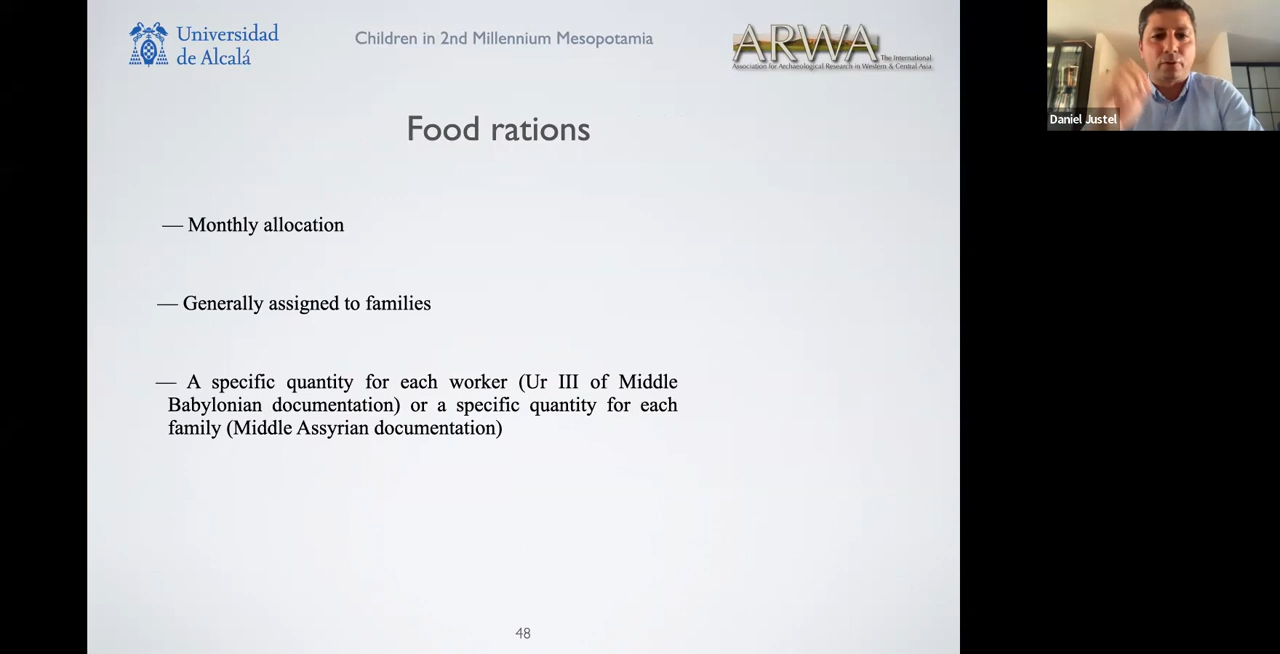 Universidad
de Alcalá
Children in 2nd Millennium Mesopotamia
ARWA
The International
Association for Archaeological Research in Western & Central Asia
Daniel Justel
Food rations
— Monthly allocation
— Generally assigned to families
— A specific quantity for each worker (Ur III of Middle
Babylonian documentation) or a specific quantity for each
family (Middle Assyrian documentation)
48